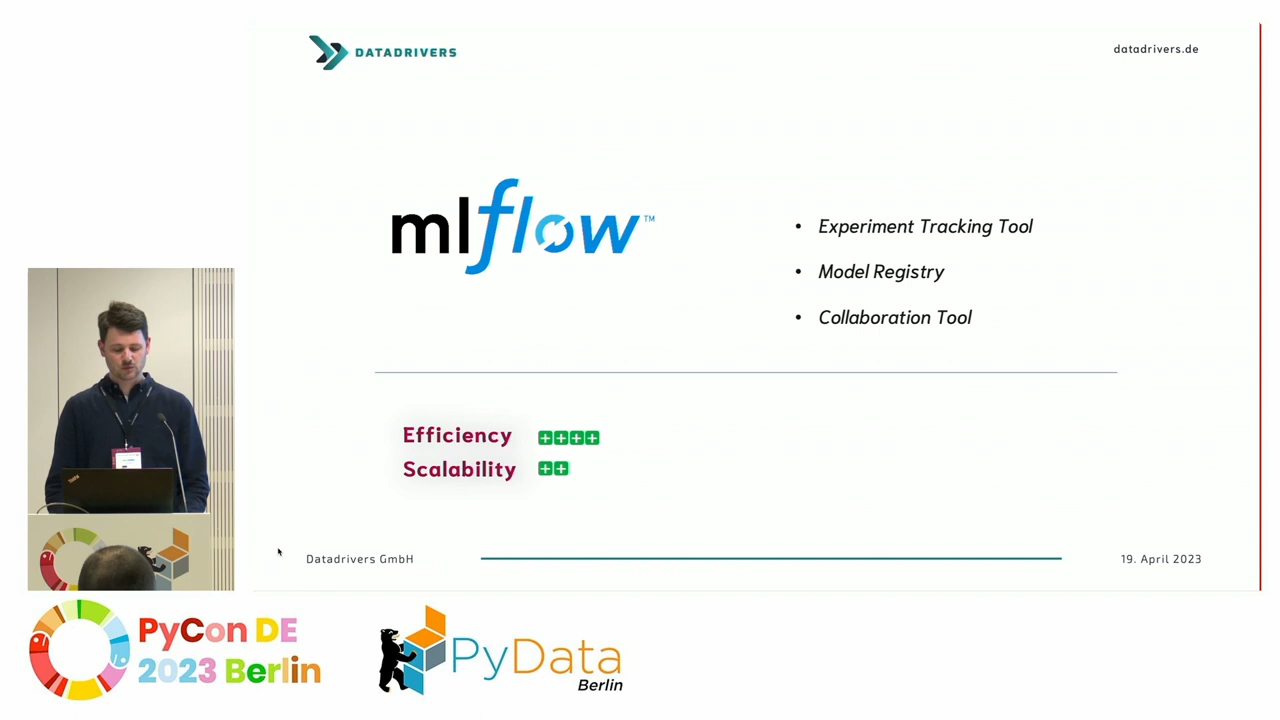 DATADRIVERS
datadrivers.de
mlflow™
• Experiment Tracking Tool
• Model Registry
• Collaboration Tool
Efficiency
Scalability
Datadrivers GmbH
19. April 2023
PyCon DE
2023 Berlin
PyData
Berlin